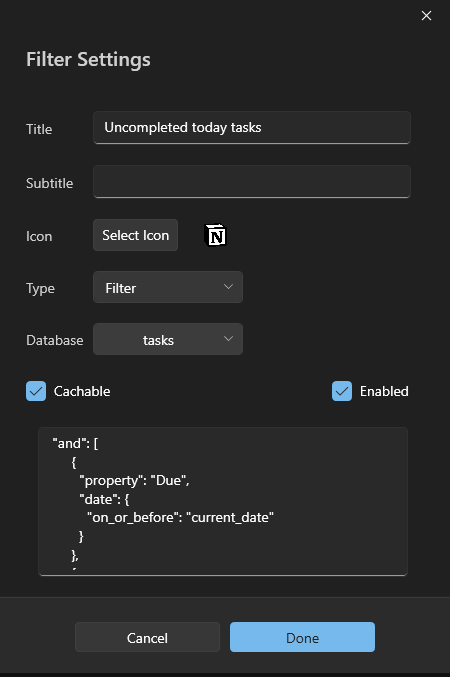 Filter Settings
Title
Uncompleted today tasks
Subtitle
Icon
Select Icon
N
Type
Filter
Database
tasks
Cachable
Enabled
"and": [
{
"property": "Due",
"date": {
"on_or_before": "current_date"
}
},
Cancel
Done